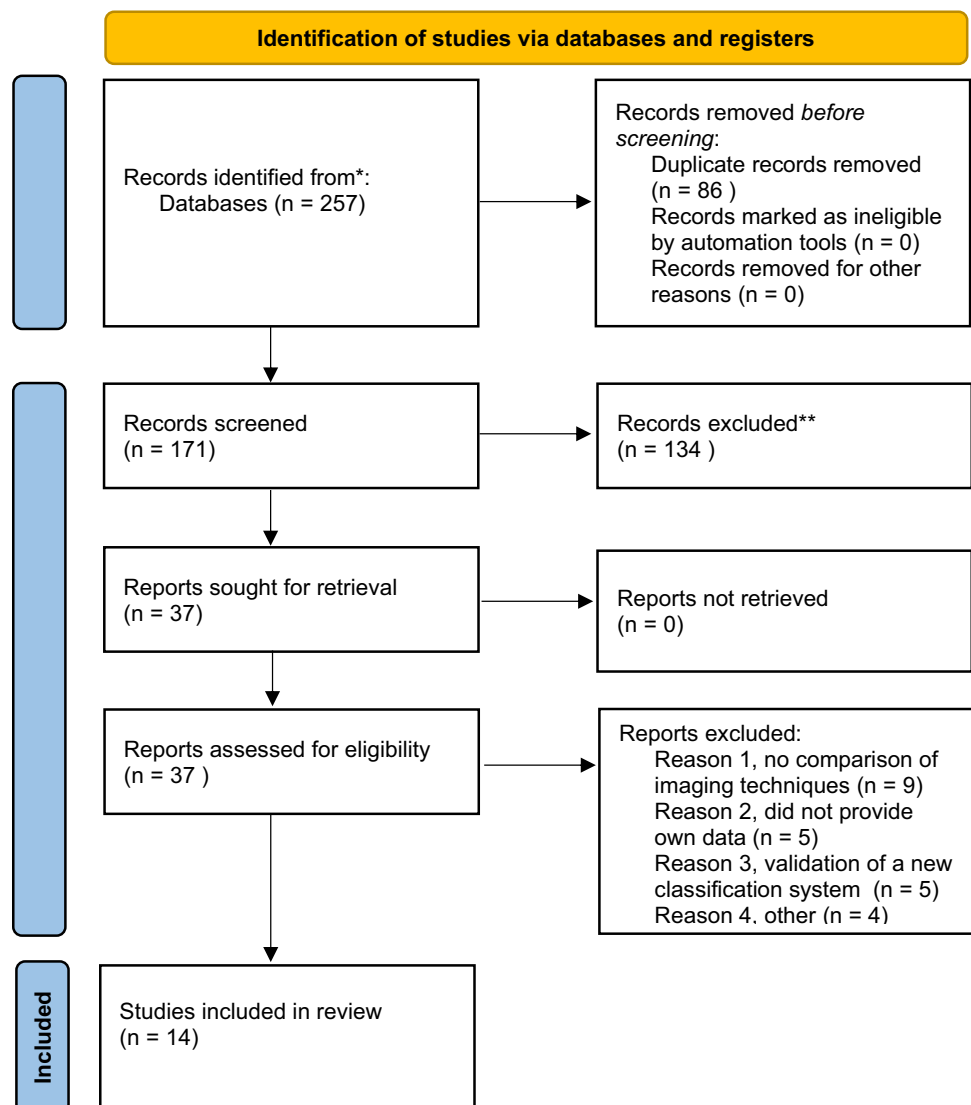 Identification of studies via databases and registers
Records identified from*:
Databases (n = 257)
Records removed before
screening:
Duplicate records removed
(n = 86 )
Records marked as ineligible
by automation tools (n = 0)
Records removed for other
reasons (n = 0)
Records screened
(n = 171)
Records excluded**
(n = 134 )
Reports sought for retrieval
(n = 37)
Reports not retrieved
(n = 0)
Reports assessed for eligibility
(n = 37 )
Reports excluded:
Reason 1, no comparison of
imaging techniques (n = 9)
Reason 2, did not provide
own data (n = 5)
Reason 3, validation of a new
classification system  (n = 5)
Reason 4, other (n = 4)
Included
Studies included in review
(n = 14)